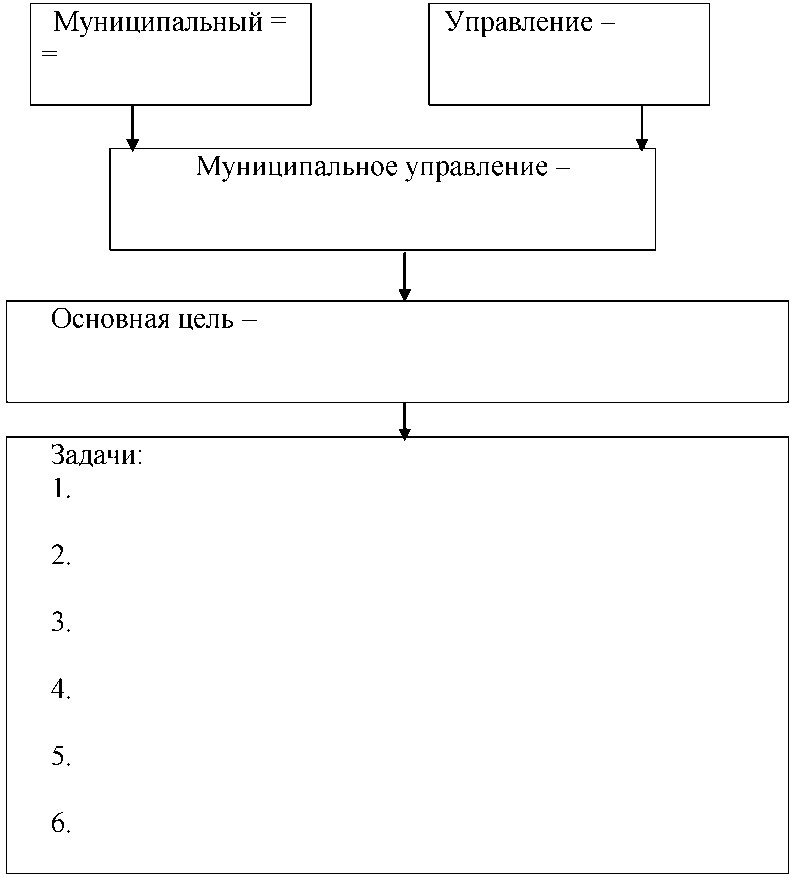 Муниципальный =
=
Управление –
Муниципальное управление –
Основная цель –
Задачи:
1.
2.
3.
4.
5.
6.